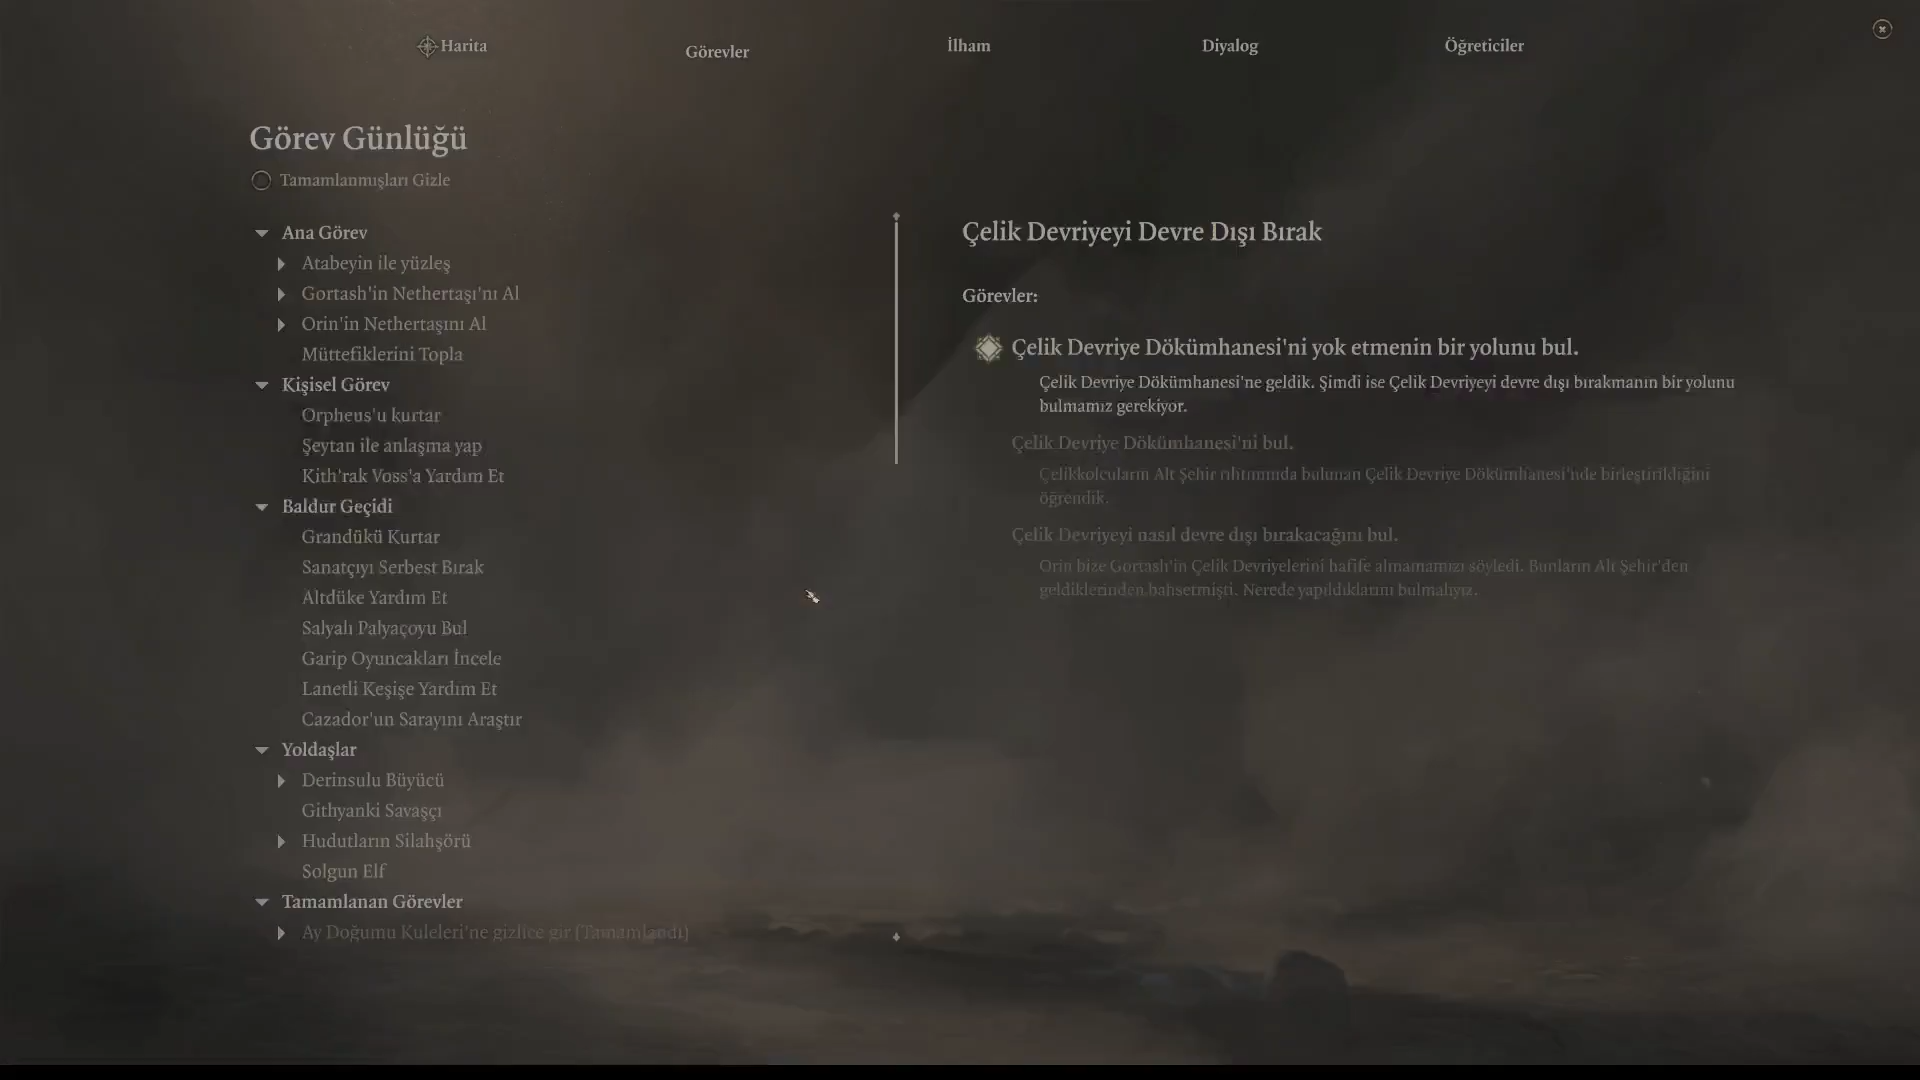 Harita
Görevler
İlham
Diyalog
Öğreticiler
Görev Günlüğü
Tamamlanmışları Gizle
Ana Görev
Atabeyin ile yüzleş
Gortash'in Nethertaşı'nı Al
Orin'in Nethertaşını Al
Müttefiklerini Topla
Kişisel Görev
Orpheus'u kurtar
Şeytan ile anlaşma yap
Kith'rak Voss'a Yardım Et
Baldur Geçidi
Grandükü Kurtar
Sanatçıyı Serbest Bırak
Altdüke Yardım Et
Salyalı Palyaçoyu Bul
Garip Oyuncakları İncele
Lanetli Keşişe Yardım Et
Cazador'un Sarayını Araştır
Yoldaşlar
Derinsulu Büyücü
Githyanki Savaşçı
Hudutların Silahşörü
Solgun Elf
Tamamlanan Görevler
Ay Doğumu Kuleleri'ne gizlice gir (Tamamlandı)
Çelik Devriyeyi Devre Dışı Bırak
Görevler:
Çelik Devriye Dökümhanesi'ni yok etmenin bir yolunu bul.
Çelik Devriye Dökümhanesi'ne geldik. Şimdi ise Çelik Devriyeyi devre dışı bırakmanın bir yolunu
bulmamız gerekiyor.
Çelik Devriye Dökümhanesi'ni bul.
Çelikkolcuların Alt Şehir rıhtımında bulunan Çelik Devriye Dökümhanesi'nde birleştirildiğini
öğrendik.
Çelik Devriyeyi nasıl devre dışı bırakacağını bul.
Orin bize Gortash'in Çelik Devriyelerini hafife almamamızı söyledi. Bunların Alt Şehir'den
geldiklerinden bahsetmişti. Nerede yapıldıklarını bulmalıyız.